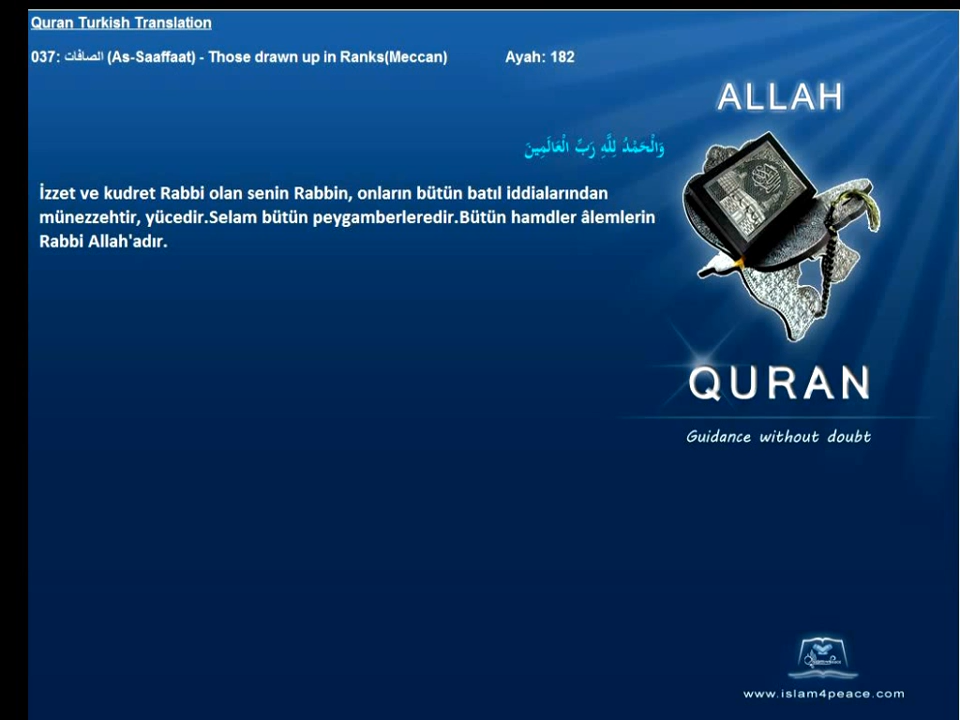 Quran Turkish Translation
037: الصافات (As-Saaffaat) - Those drawn up in Ranks(Meccan) Ayah: 182
ALLAH
وَالْحَمْدُ لِلَّهِ رَبِّ الْعَالَمِينَ
İzzet ve kudret Rabbi olan senin Rabbin, onların bütün batıl iddialarından
münezzehtir, yücedir.Selam bütün peygamberleredir.Bütün hamdler âlemlerin
Rabbi Allah'adır.
QURAN
Guidance without doubt
www.islam4peace.com